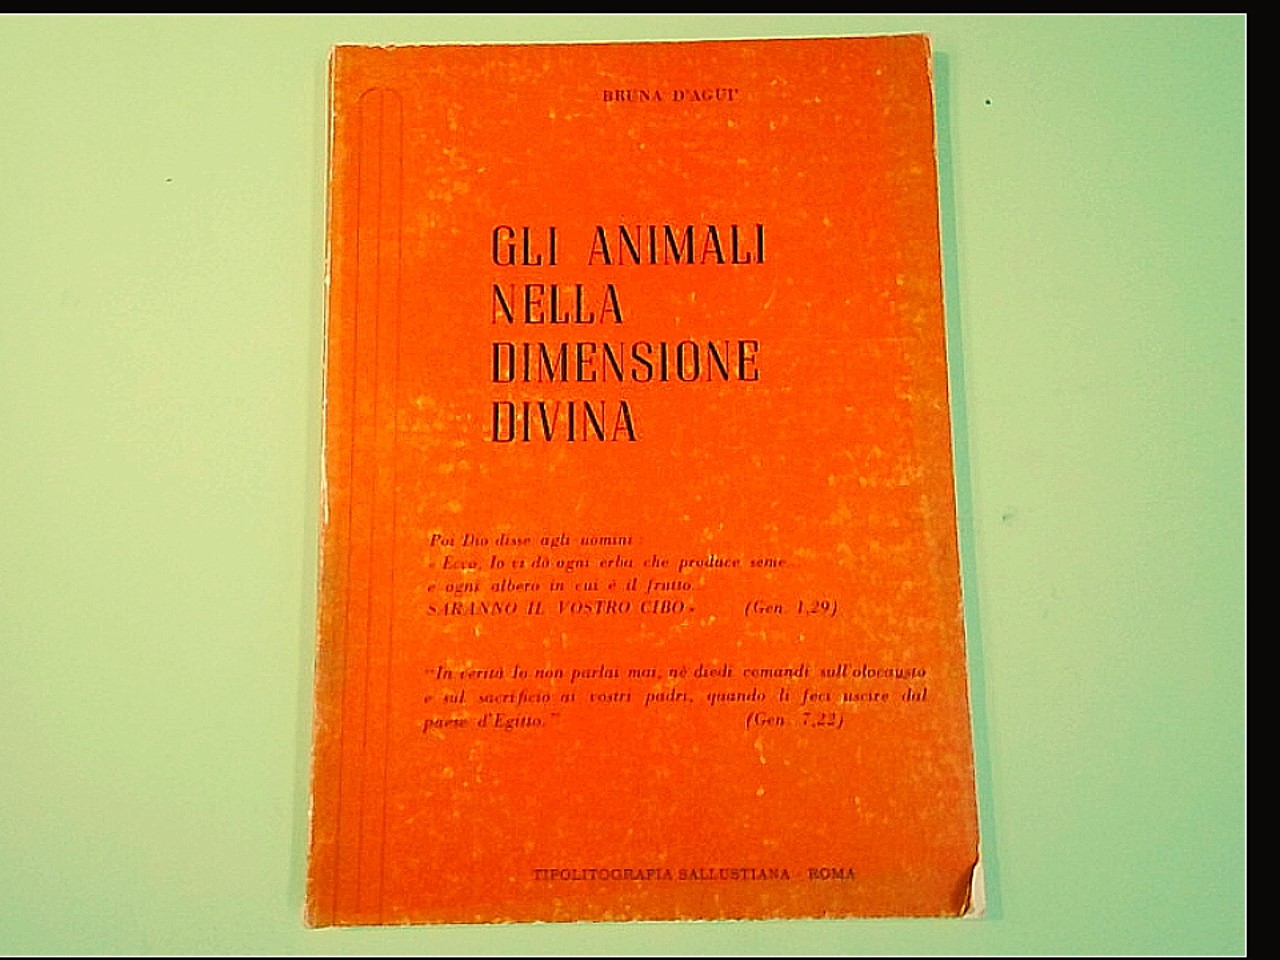 BRUNA D'AGUI'
GLI ANIMALI
NELLA
DIMENSIONE
DIVINA
Poi Dio disse agli uomini :
« Ecco, Io vi dò ogni erba che produce seme...
e ogni albero in cui è il frutto...
SARANNO IL VOSTRO CIBO » (Gen. 1,29)
"In verità Io non parlai mai, nè diedi comandi sull'olocausto
e sul sacrificio ai vostri padri, quando li feci uscire dal
paese d'Egitto." (Gen. 7,22)
TIPOLITOGRAFIA SALLUSTIANA - ROMA